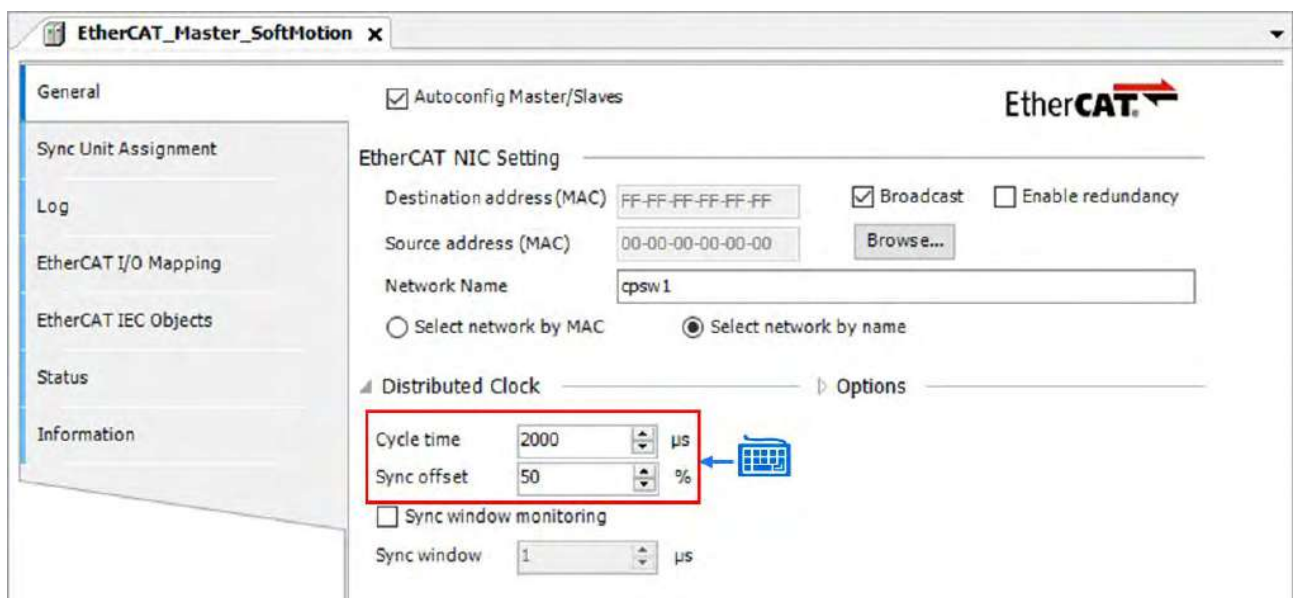 EtherCAT_Master_SoftMotion x
General
Autoconfig Master/Slaves
EtherCAT®
Sync Unit Assignment
EtherCAT NIC Setting
Destination address (MAC) FF-FF-FF-FF-FF-FF Broadcast Enable redundancy
Log
Source address (MAC) 00-00-00-00-00-00 Browse...
EtherCAT I/O Mapping
Network Name cpsw1
EtherCAT IEC Objects
Select network by MAC Select network by name
Status
Distributed Clock Options
Information
Cycle time 2000 µs
Sync offset 50 %
Sync window monitoring
Sync window 1 µs